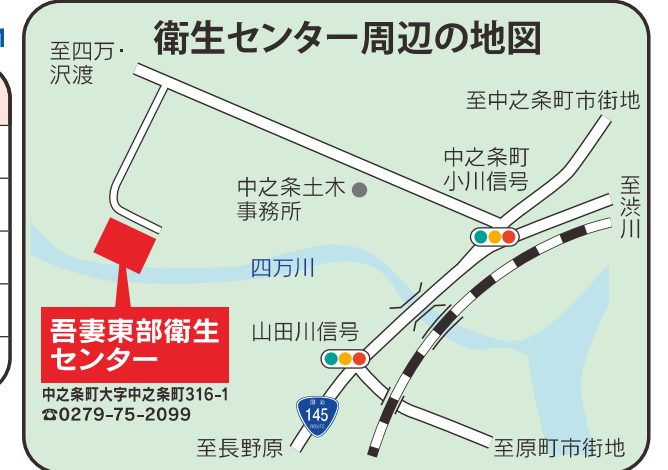 衛生センター周辺の地図
至四万・
沢渡
至中之条町市街地
中之条町
小川信号
至渋川
中之条土木
事務所
四万川
吾妻東部衛生
センター
山田川信号
中之条町大字中之条町316-1
☎0279-75-2099
国道
145
ROUTE
至長野原
至原町市街地